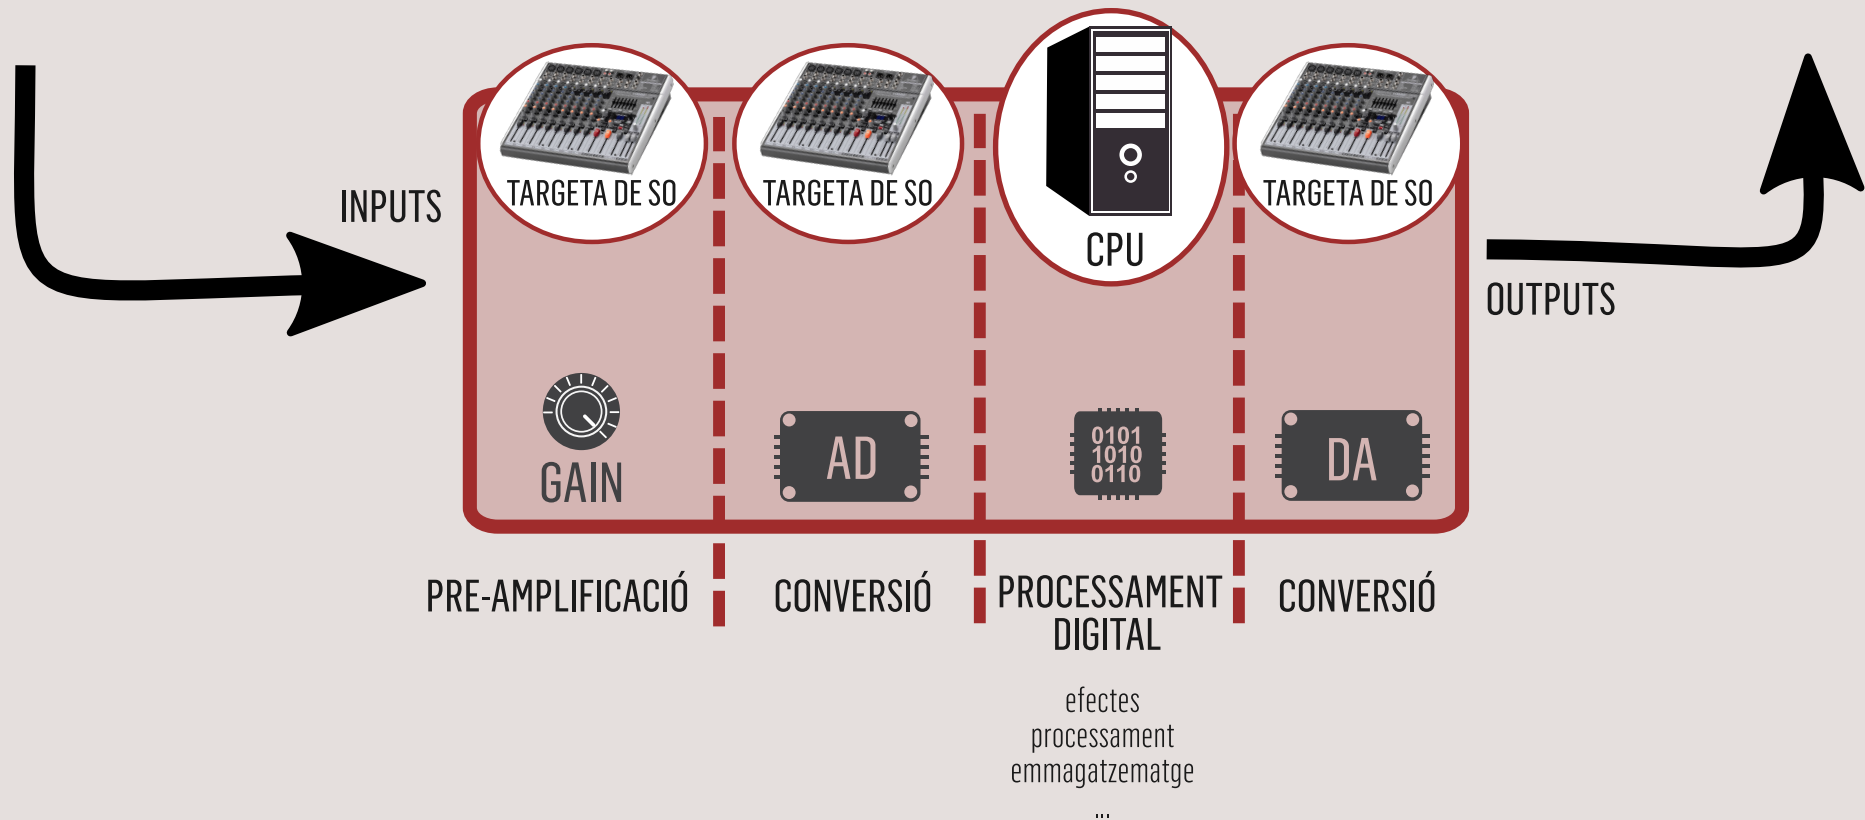 INPUTS
TARGETA DE SO
TARGETA DE SO
CPU
TARGETA DE SO
OUTPUTS
GAIN
AD
0101
1010
0110
DA
PRE-AMPLIFICACIÓ
CONVERSIÓ
PROCESSAMENT
DIGITAL
CONVERSIÓ
efectes
processament
emmagatzematge
...